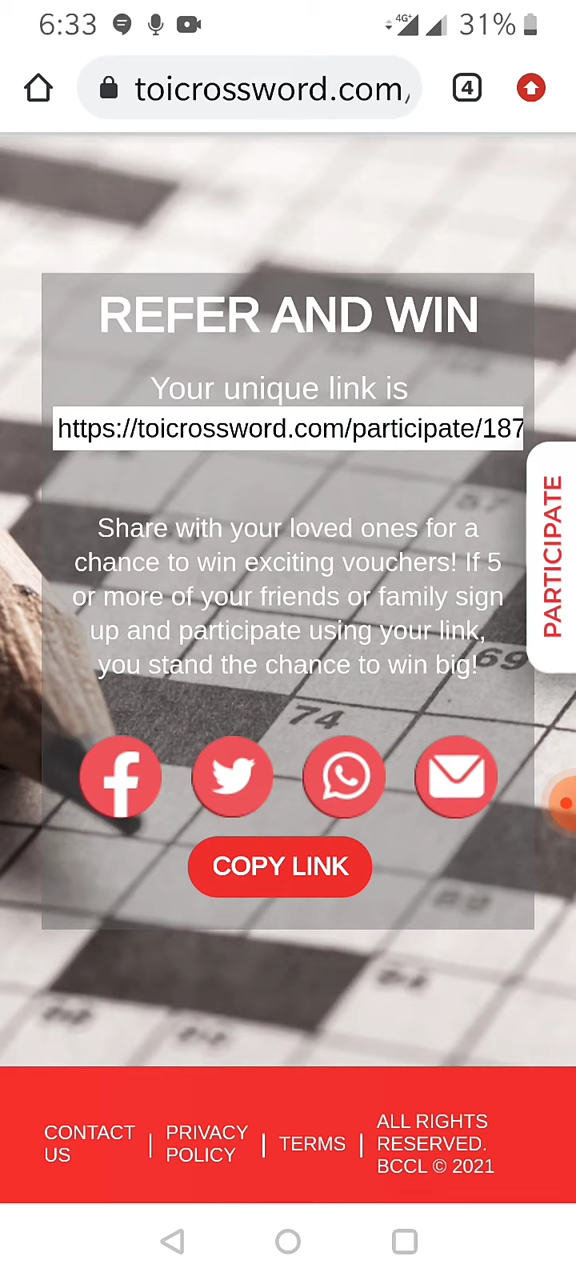 6:33 4G+ 31%
toicrossword.com/ 4
REFER AND WIN
Your unique link is
https://toicrossword.com/participate/187
PARTICIPATE
Share with your loved ones for a
chance to win exciting vouchers! If 5
or more of your friends or family sign
up and participate using your link,
you stand the chance to win big!
69
74
COPY LINK
CONTACT
US
|
PRIVACY
POLICY
|
TERMS
|
ALL RIGHTS
RESERVED.
BCCL © 2021